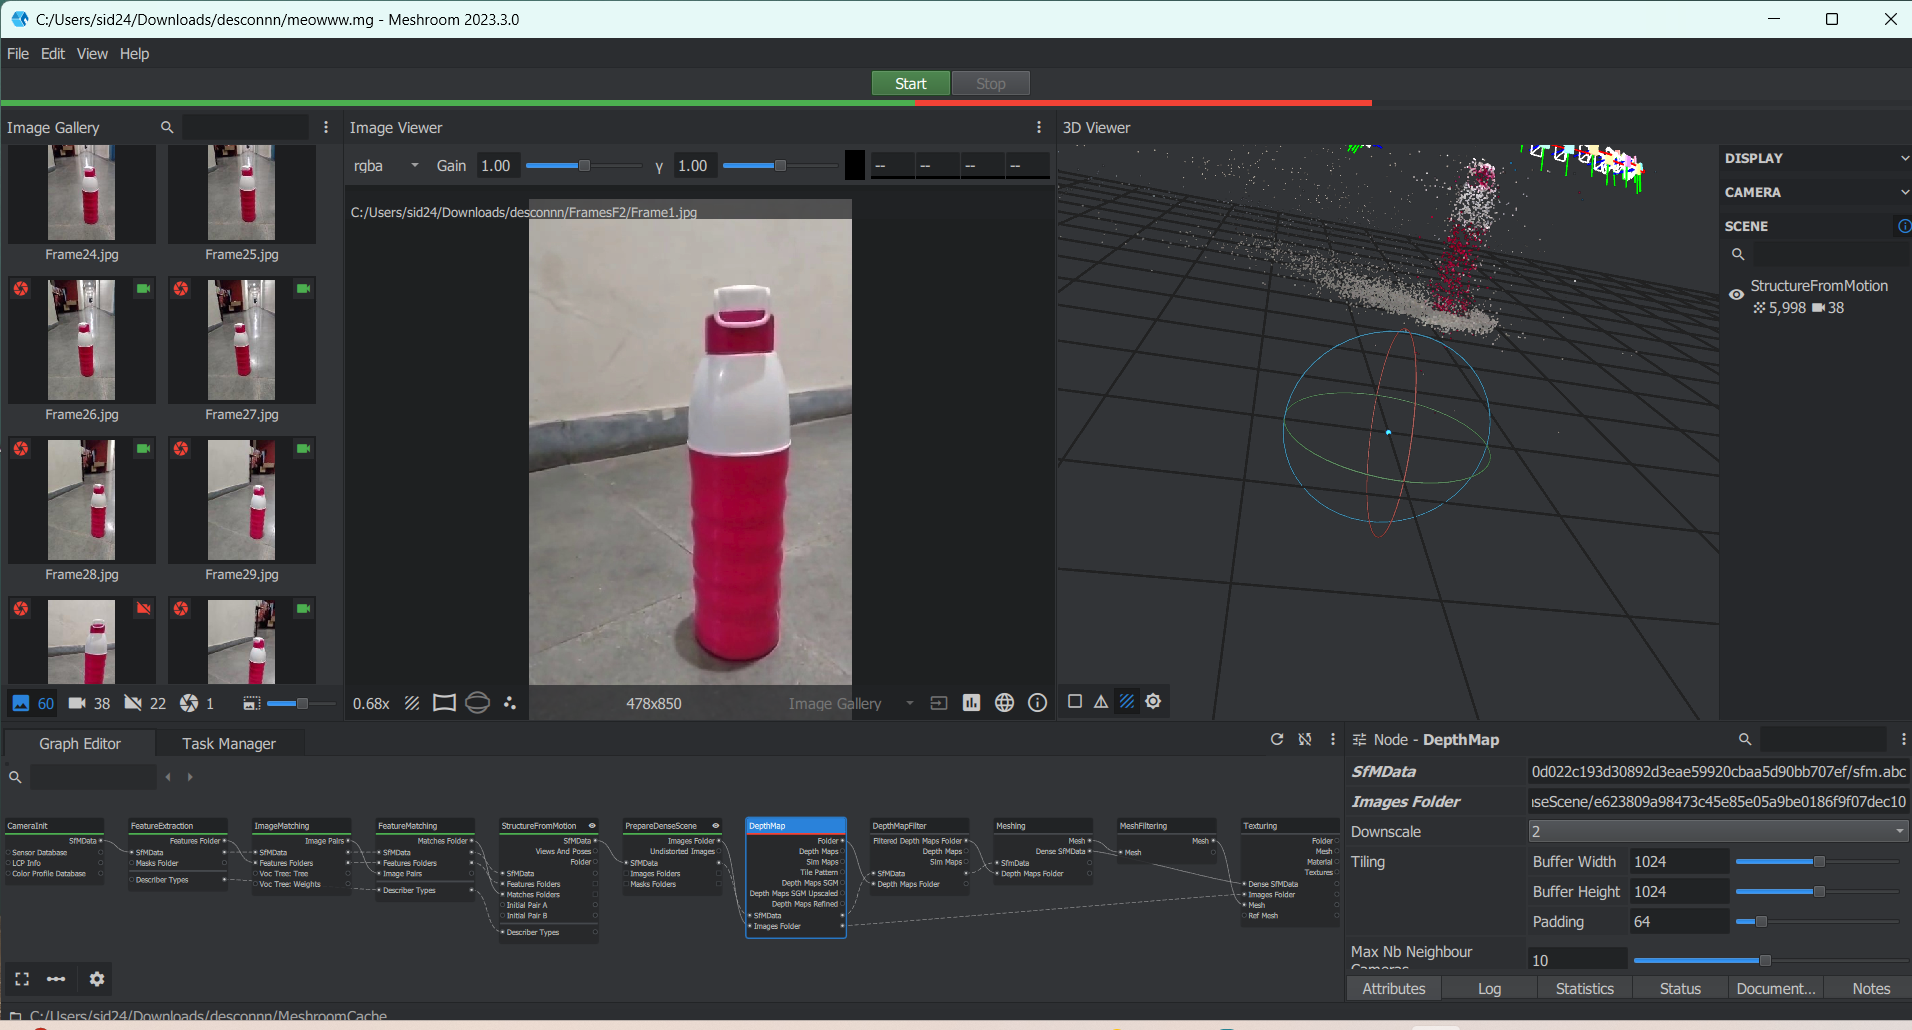 C:/Users/sid24/Downloads/desconnn/meowww.mg - Meshroom 2023.3.0
File Edit View Help
Start Stop
Image Gallery
Frame24.jpg Frame25.jpg
Frame26.jpg Frame27.jpg
Frame28.jpg Frame29.jpg
60 38 22 1
Image Viewer
rgba Gain 1.00 γ 1.00 -- -- -- --
C:/Users/sid24/Downloads/desconnn/FramesF2/Frame1.jpg
0.68x 478x850 Image Gallery
3D Viewer
DISPLAY
CAMERA
SCENE
StructureFromMotion
5,998 38
Graph Editor Task Manager
CameraInit
SfMData
Sensor Database
LCP Info
Color Profile Database
FeatureExtraction
Features Folder
SfMData
Masks Folder
Describer Types
ImageMatching
Image Pairs
SfMData
Features Folders
Voc Tree: Tree
Voc Tree: Weights
FeatureMatching
Matches Folder
SfMData
Features Folders
Image Pairs
Describer Types
StructureFromMotion
SfMData
Views And Poses
Folder
SfMData
Features Folders
Matches Folders
Initial Pair A
Initial Pair B
Describer Types
PrepareDenseScene
Images Folder
Undistorted Images
SfMData
Images Folders
Masks Folders
DepthMap
Folder
Depth Maps
Sim Maps
Tile Pattern
Depth Maps SGM
Depth Maps SGM Upscaled
Depth Maps Refined
SfMData
Images Folder
DepthMapFilter
Filtered Depth Maps Folder
Depth Maps
Sim Maps
SfMData
Depth Maps Folder
Meshing
Mesh
Dense SfMData
SfmData
Depth Maps Folder
MeshFiltering
Mesh
Mesh
Texturing
Folder
Mesh
Material
Textures
Dense SfMData
Images Folder
Mesh
Ref Mesh
Node - DepthMap
SfMData 0d022c193d30892d3eae59920cbaa5d90bb707ef/sfm.abc
Images Folder ıseScene/e623809a98473c45e85e05a9be0186f9f07dec10
Downscale 2
Tiling Buffer Width 1024
Buffer Height 1024
Padding 64
Max Nb Neighbour 10
Cameras
Attributes Log Statistics Status Document... Notes
C:/Users/sid24/Downloads/desconnn/MeshroomCache